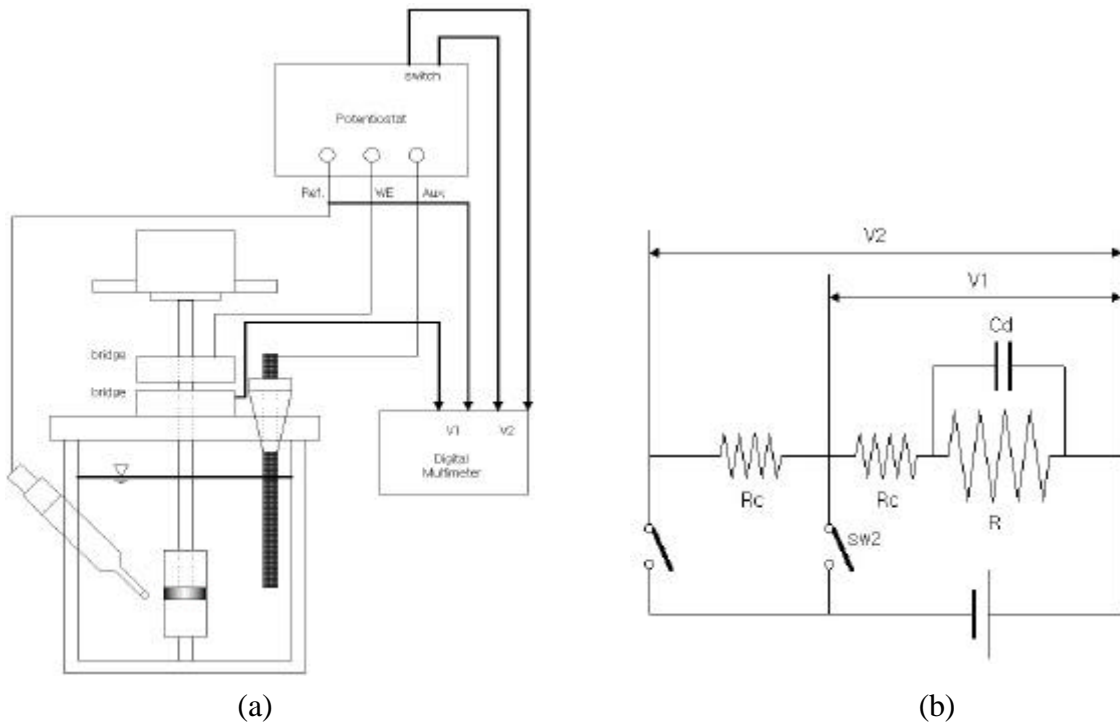 switch
Potentiostat
Ref. WE Aux.
bridge
bridge
V1 V2
Digital
Multimeter
V2
V1
Cd
Rc Rc
R
sw2
(a) (b)